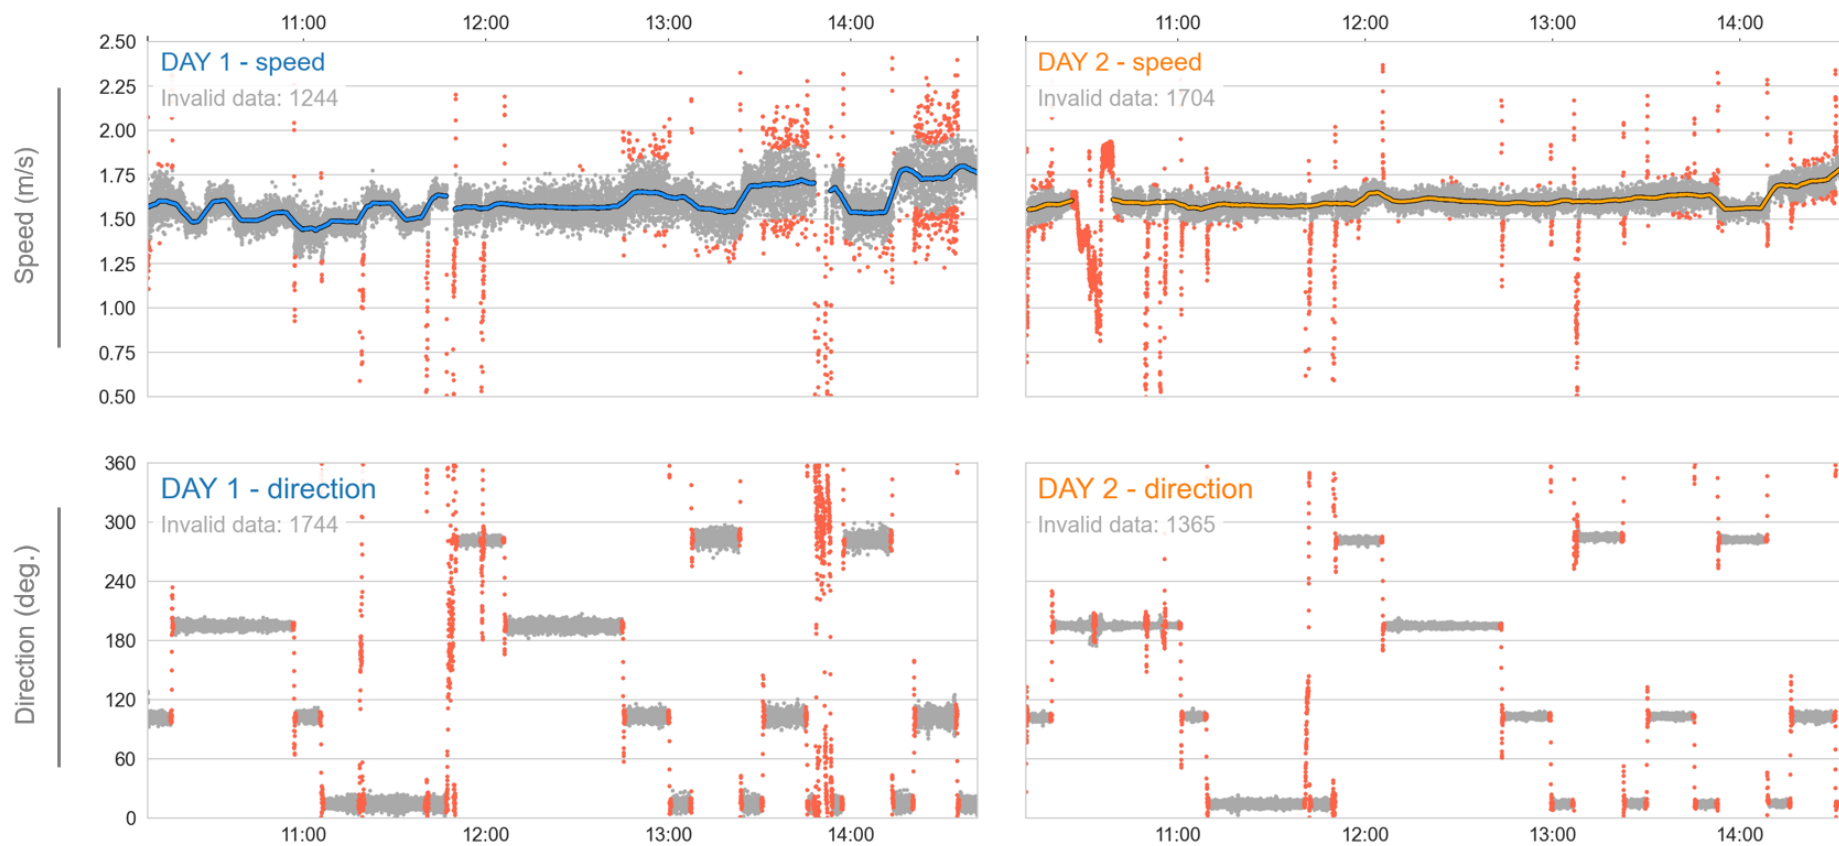 11:00 12:00 13:00 14:00
11:00 12:00 13:00 14:00
Speed (m/s)
2.50
2.25
2.00
1.75
1.50
1.25
1.00
0.75
0.50
DAY 1 - speed
Invalid data: 1244
DAY 2 - speed
Invalid data: 1704
Direction (deg.)
360
300
240
180
120
60
0
DAY 1 - direction
Invalid data: 1744
DAY 2 - direction
Invalid data: 1365
11:00 12:00 13:00 14:00
11:00 12:00 13:00 14:00